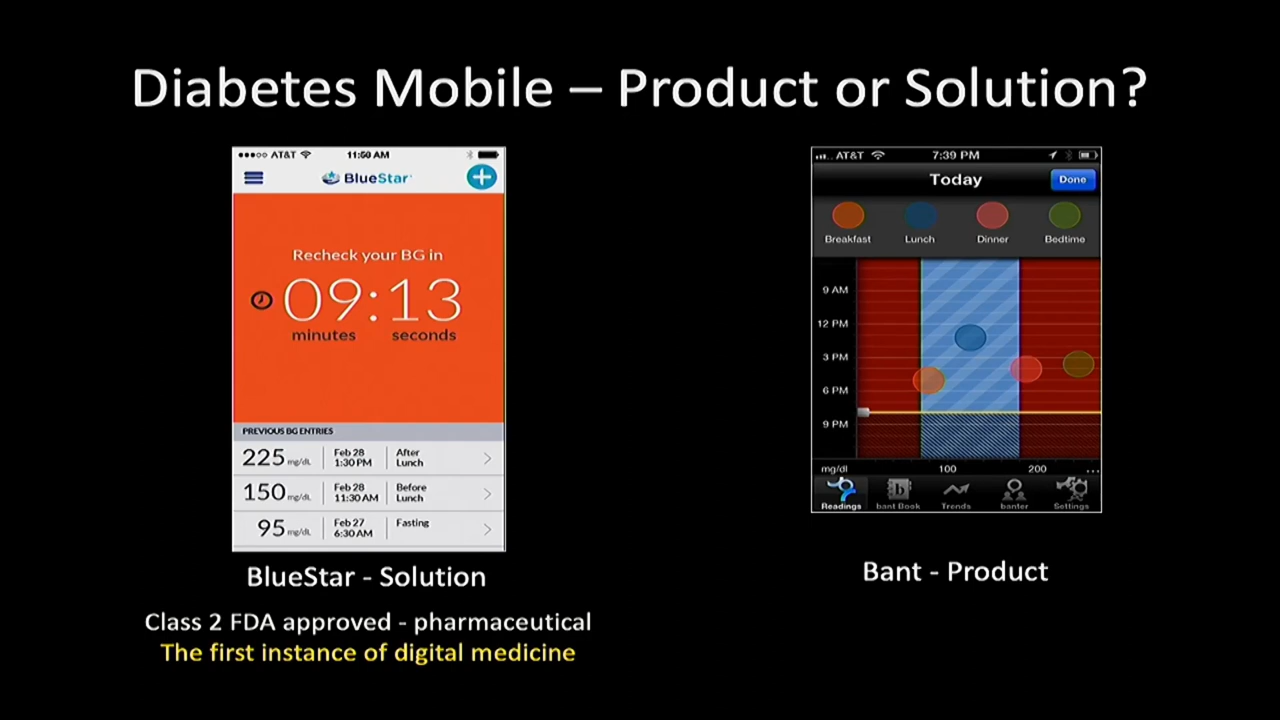 Diabetes Mobile – Product or Solution?
AT&T 11:50 AM
BlueStar
Recheck your BG in
09:13
minutes seconds
PREVIOUS BG ENTRIES
225 mg/dL Feb 28 1:30 PM After Lunch
150 mg/dL Feb 28 11:30 AM Before Lunch
95 mg/dL Feb 27 6:30 AM Fasting
BlueStar - Solution
Class 2 FDA approved - pharmaceutical
The first instance of digital medicine
AT&T 7:39 PM
Today Done
Breakfast Lunch Dinner Bedtime
9 AM
12 PM
3 PM
6 PM
9 PM
mg/dl 100 200 ...
Readings bant Book Trends banter Settings
Bant - Product